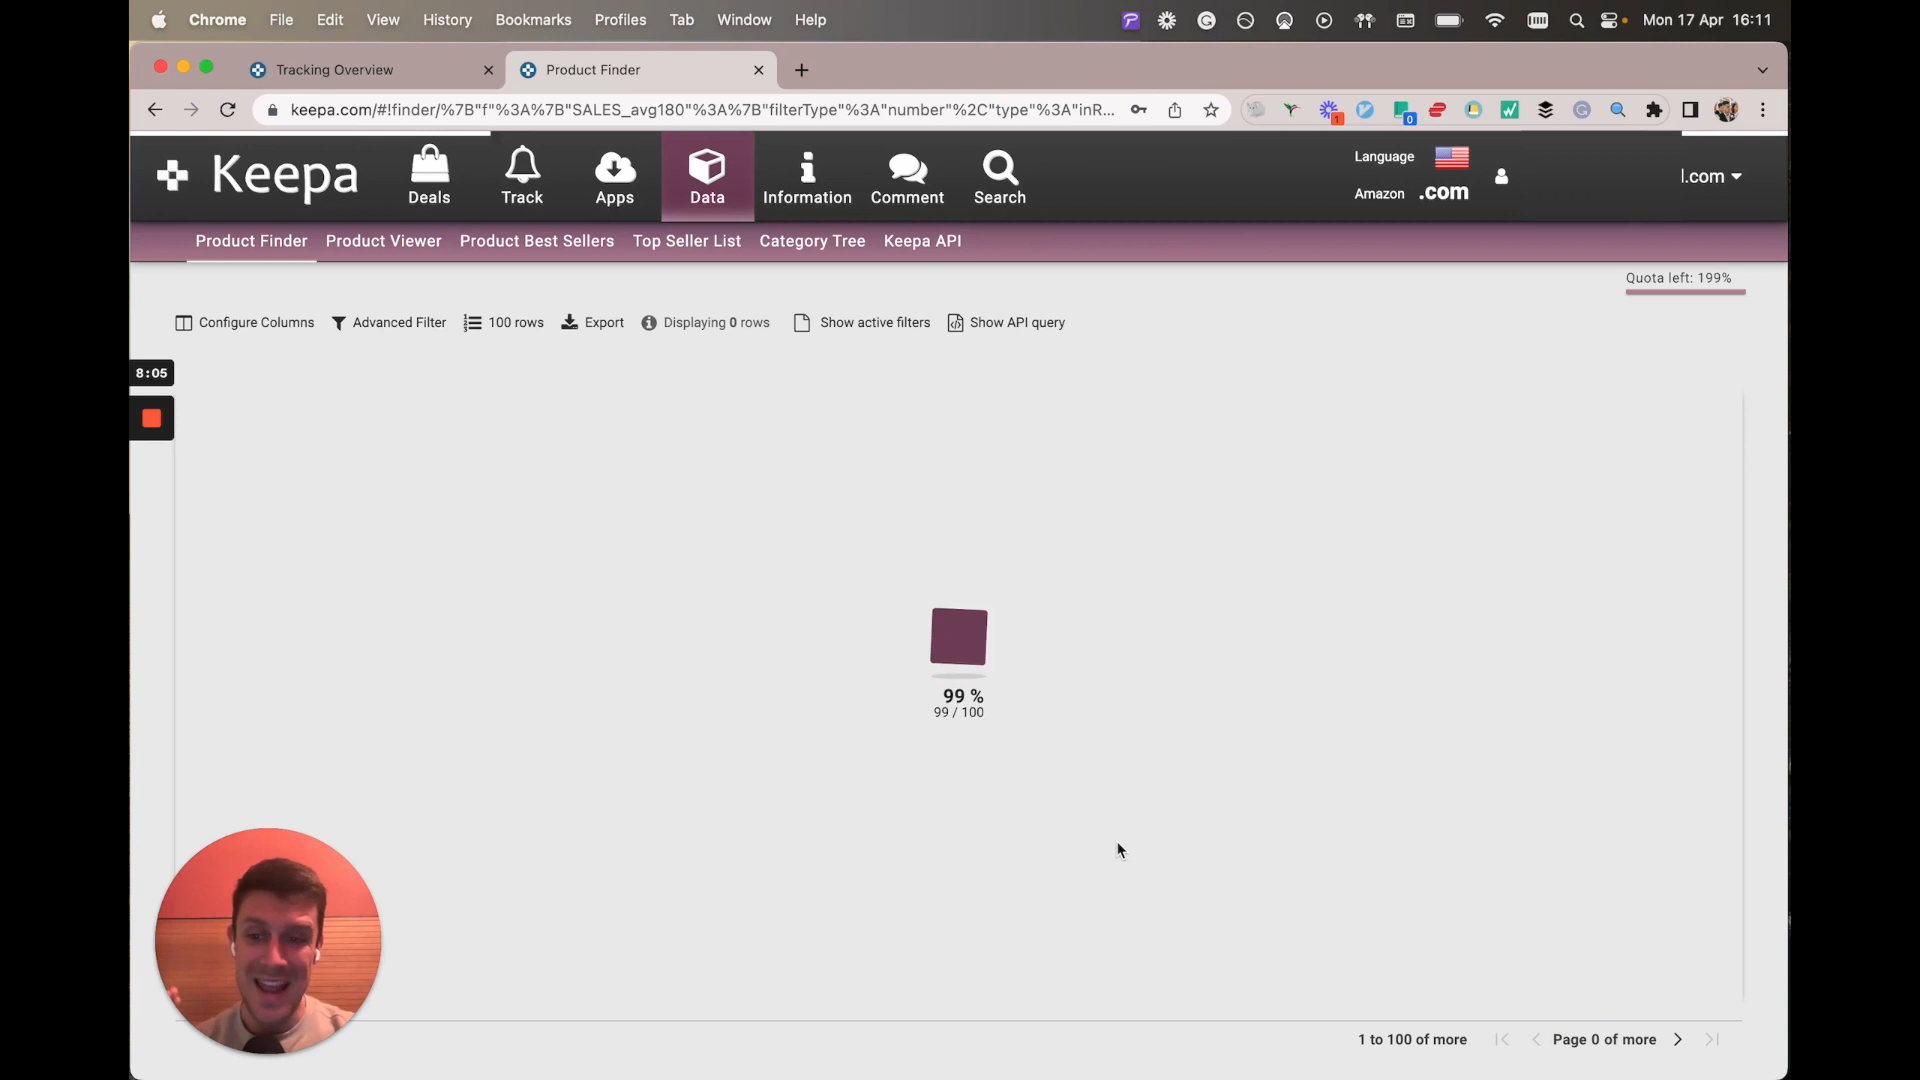 Chrome File Edit View History Bookmarks Profiles Tab Window Help Mon 17 Apr 16:11
Tracking Overview Product Finder
keepa.com/#!finder/%7B"f"%3A%7B"SALES_avg180"%3A%7B"filterType"%3A"number"%2C"type"%3A"inR...
1
0
Keepa
Deals Track Apps Data Information Comment Search
Language
Amazon .com
l.com
Product Finder Product Viewer Product Best Sellers Top Seller List Category Tree Keepa API
Quota left: 199%
Configure Columns Advanced Filter 100 rows Export Displaying 0 rows Show active filters Show API query
8:05
99 %
99 / 100
1 to 100 of more Page 0 of more